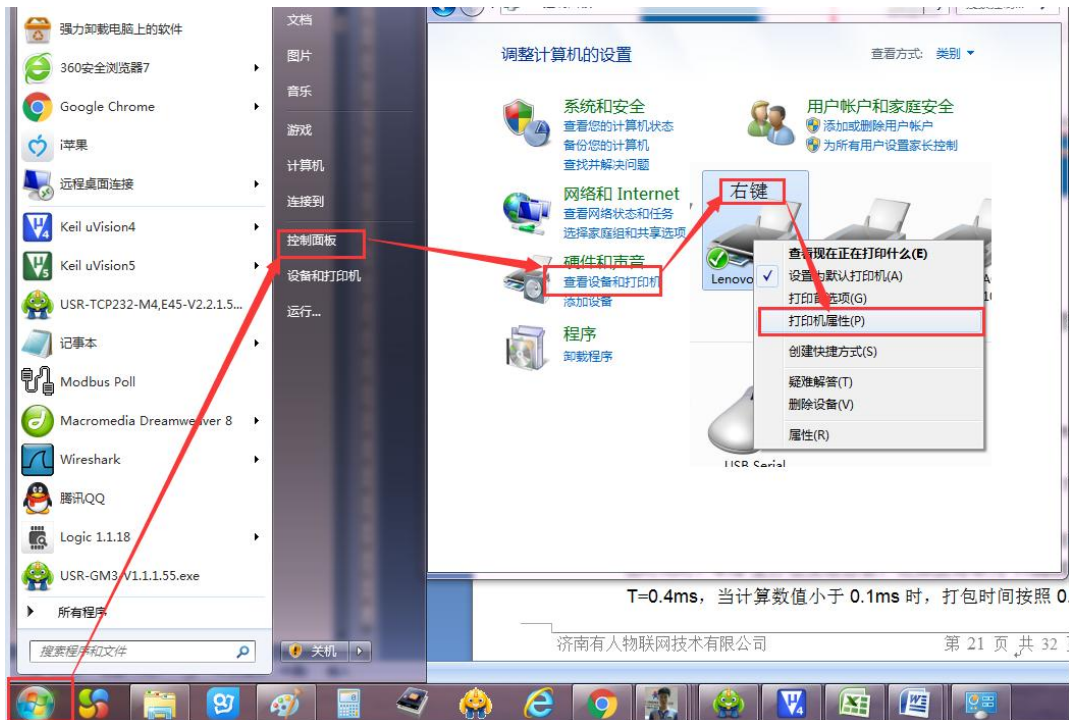 强力卸载电脑上的软件
360安全浏览器7
Google Chrome
i苹果
远程桌面连接
Keil uVision4
Keil uVision5
USR-TCP232-M4,E45-V2.2.1.5...
记事本
Modbus Poll
Macromedia Dreamweaver 8
Wireshark
腾讯QQ
Logic 1.1.18
USR-GM3-V1.1.1.55.exe
所有程序
搜索程序和文件
文档
图片
音乐
游戏
计算机
连接到
控制面板
设备和打印机
运行...
关机
调整计算机的设置
查看方式: 类别
系统和安全
查看您的计算机状态
备份您的计算机
查找并解决问题
用户帐户和家庭安全
添加或删除用户帐户
为所有用户设置家长控制
网络和 Internet
查看网络状态和任务
选择家庭组和共享选项
硬件和声音
查看设备和打印机
添加设备
程序
卸载程序
右键
Lenovo
查看现在正在打印什么(E)
设置为默认打印机(A)
打印首选项(G)
打印机属性(P)
创建快捷方式(S)
疑难解答(T)
删除设备(V)
属性(R)
USB Serial
T=0.4ms，当计算数值小于 0.1ms 时，打包时间按照 0.
济南有人物联网技术有限公司
第 21 页 共 32